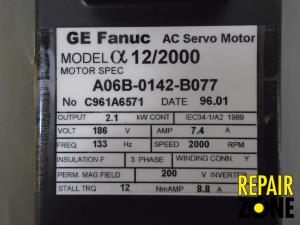 GE Fanuc AC Servo Motor
MODEL α 12/2000
MOTOR SPEC
A06B-0142-B077
No C961A6571 DATE 96.01
OUTPUT 2.1 kW CONT IEC34-1/A2 1989
VOLT 186 V AMP 7.4 A
FREQ 133 Hz SPEED 2000 RPM
INSULATION F 3 PHASE WINDING CONN. Y
PERM. MAG FIELD 200 V INVERTER
STALL TRQ 12 Nm AMP 8.8 A
REPAIR
ZONE